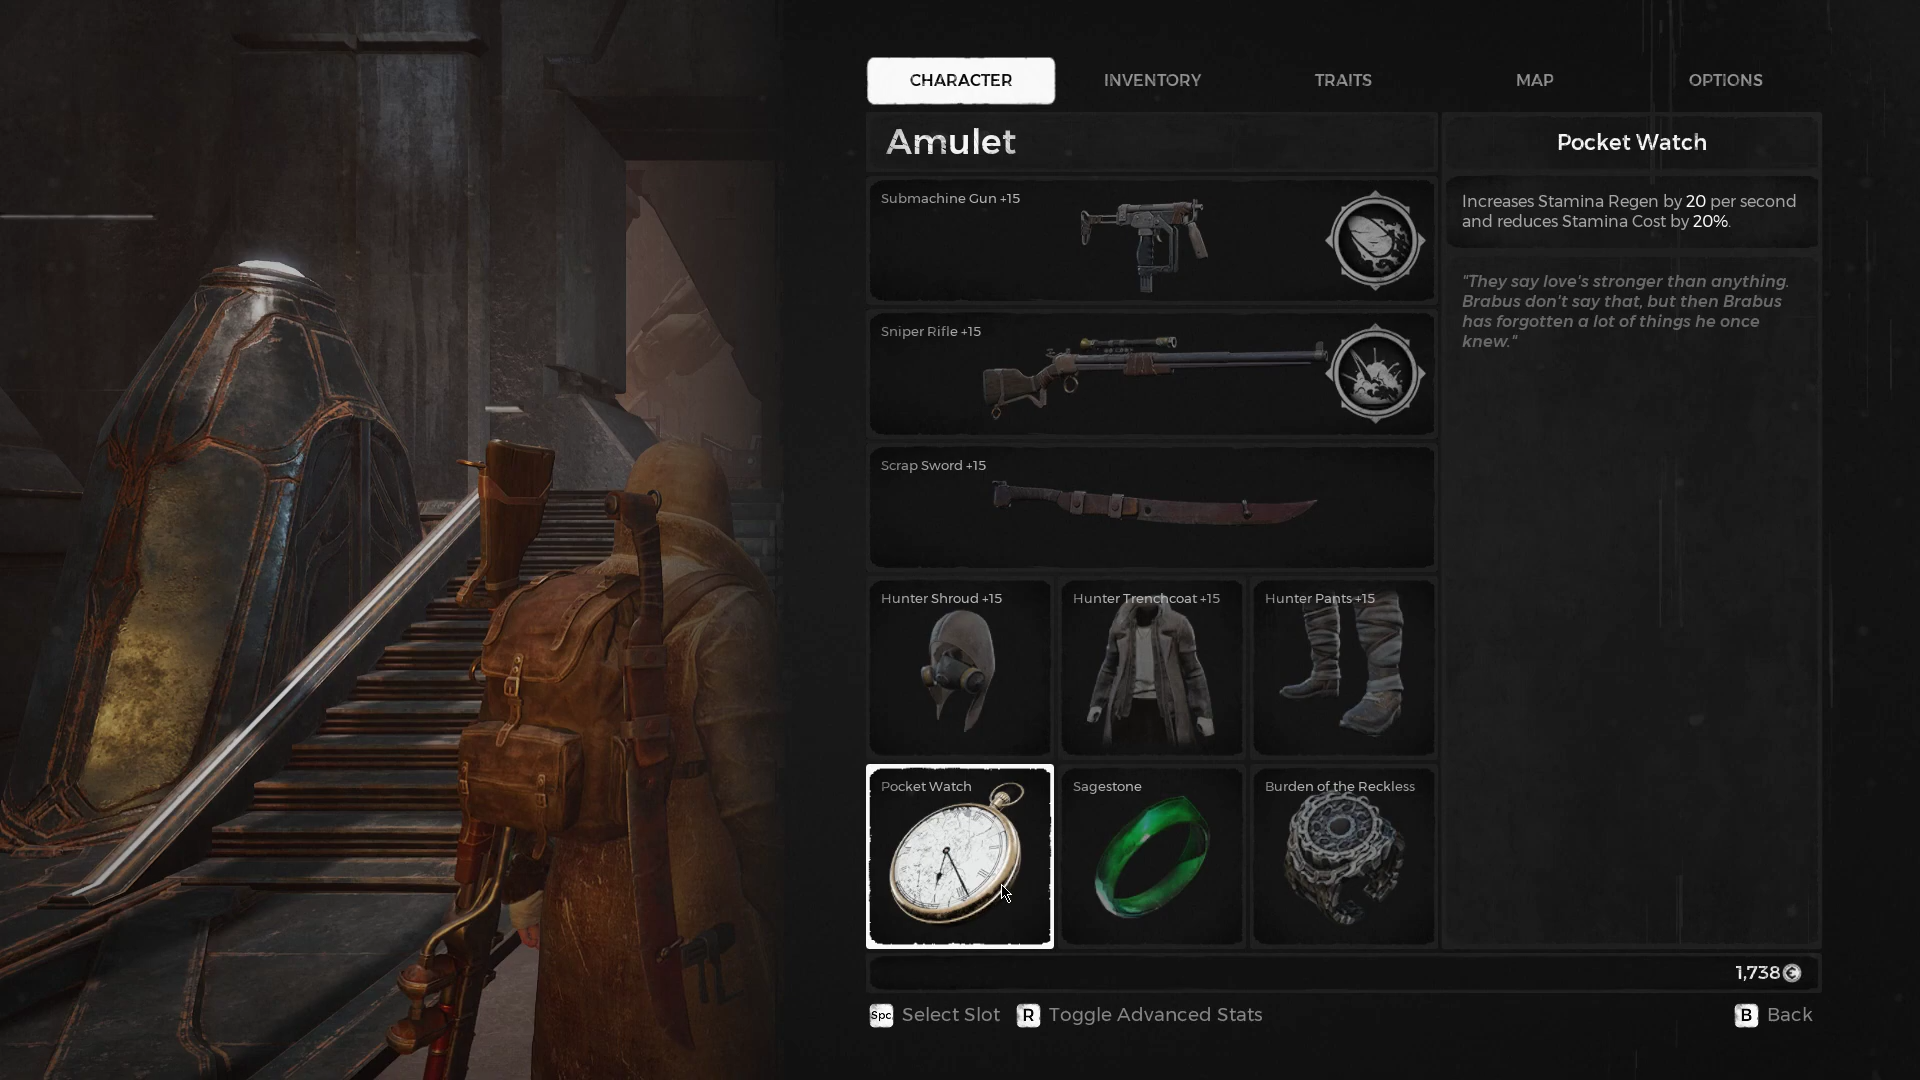 CHARACTER
INVENTORY
TRAITS
MAP
OPTIONS
Amulet
Submachine Gun +15
Sniper Rifle +15
Scrap Sword +15
Hunter Shroud +15
Hunter Trenchcoat +15
Hunter Pants +15
Pocket Watch
Sagestone
Burden of the Reckless
Pocket Watch
Increases Stamina Regen by 20 per second
and reduces Stamina Cost by 20%.
"They say love's stronger than anything.
Brabus don't say that, but then Brabus
has forgotten a lot of things he once
knew."
1,738
Spc Select Slot
R Toggle Advanced Stats
B Back